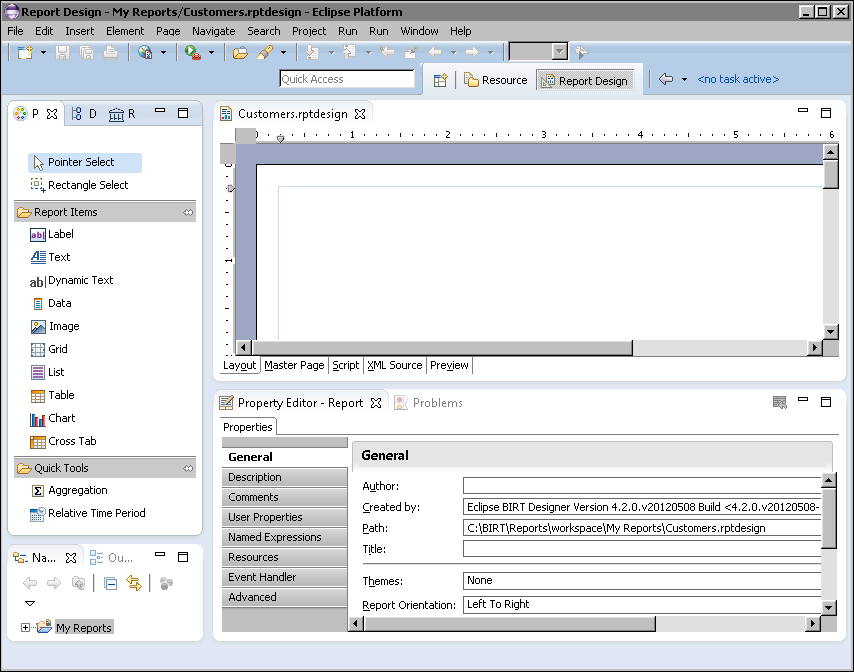 Report Design - My Reports/Customers.rptdesign - Eclipse Platform
File Edit Insert Element Page Navigate Search Project Run Run Window Help
Quick Access
Resource
Report Design
<no task active>
P D R
Pointer Select
Rectangle Select
Report Items
Label
Text
Dynamic Text
Data
Image
Grid
List
Table
Chart
Cross Tab
Quick Tools
Aggregation
Relative Time Period
Na... Ou...
My Reports
Customers.rptdesign
0 1 2 3 4 5 6
0
1
Layout Master Page Script XML Source Preview
Property Editor - Report Problems
Properties
General
Description
Comments
User Properties
Named Expressions
Resources
Event Handler
Advanced
General
Author:
Created by: Eclipse BIRT Designer Version 4.2.0.v20120508 Build <4.2.0.v20120508-
Path: C:\BIRT\Reports\workspace\My Reports\Customers.rptdesign
Title:
Themes: None
Report Orientation: Left To Right